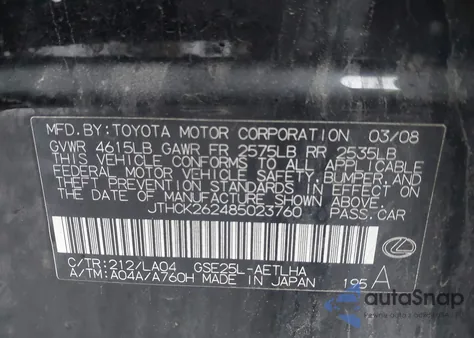 MFD.BY:TOYOTA MOTOR CORPORATION 03/08
GVWR 4615LB GAWR FR 2575LB RR 2535LB
THIS VEHICLE CONFORMS TO ALL APPLICABLE
FEDERAL MOTOR VEHICLE SAFETY, BUMPER, AND
THEFT PREVENTION STANDARDS IN EFFECT ON
THE DATE OF MANUFACTURE SHOWN ABOVE.
JTHCK262485023760 PASS.CAR
C/TR:212/LA04 GSE25L-AETLHA
A/TM:A04A/A760H MADE IN JAPAN 195 A
autoSnap